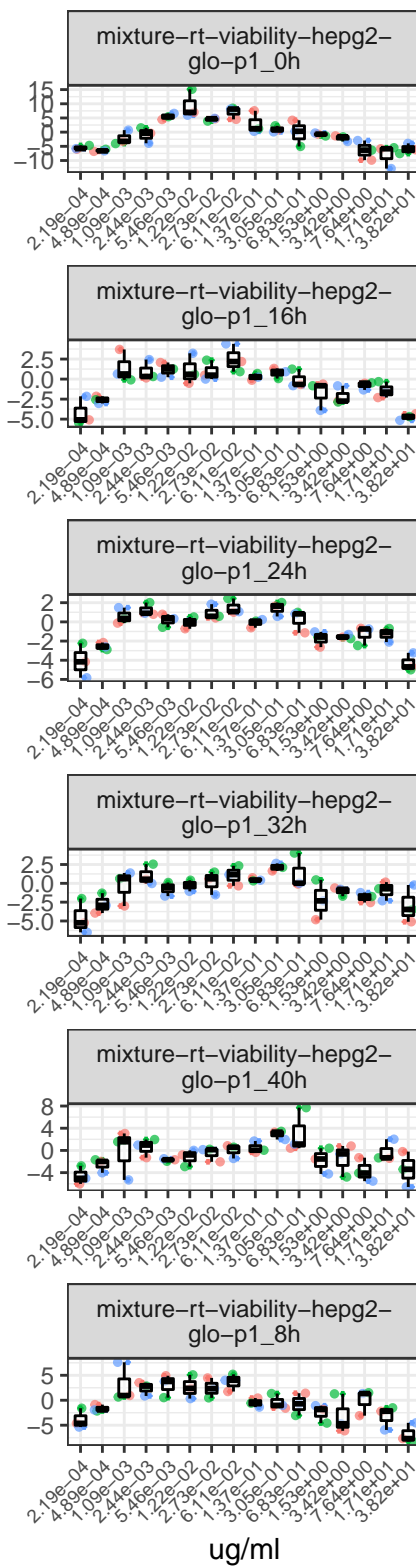 mixture−rt−viability−hepg2−
glo−p1_0h
15
10
5
0
−5
−10
2.19e−04
4.89e−04
1.09e−03
2.44e−03
5.46e−03
1.22e−02
2.73e−02
6.11e−02
1.37e−01
3.05e−01
6.83e−01
1.53e+00
3.42e+00
7.64e+00
1.71e+01
3.82e+01
mixture−rt−viability−hepg2−
glo−p1_16h
2.5
0.0
−2.5
−5.0
2.19e−04
4.89e−04
1.09e−03
2.44e−03
5.46e−03
1.22e−02
2.73e−02
6.11e−02
1.37e−01
3.05e−01
6.83e−01
1.53e+00
3.42e+00
7.64e+00
1.71e+01
3.82e+01
mixture−rt−viability−hepg2−
glo−p1_24h
2
0
−2
−4
−6
2.19e−04
4.89e−04
1.09e−03
2.44e−03
5.46e−03
1.22e−02
2.73e−02
6.11e−02
1.37e−01
3.05e−01
6.83e−01
1.53e+00
3.42e+00
7.64e+00
1.71e+01
3.82e+01
mixture−rt−viability−hepg2−
glo−p1_32h
2.5
0.0
−2.5
−5.0
2.19e−04
4.89e−04
1.09e−03
2.44e−03
5.46e−03
1.22e−02
2.73e−02
6.11e−02
1.37e−01
3.05e−01
6.83e−01
1.53e+00
3.42e+00
7.64e+00
1.71e+01
3.82e+01
mixture−rt−viability−hepg2−
glo−p1_40h
8
4
0
−4
2.19e−04
4.89e−04
1.09e−03
2.44e−03
5.46e−03
1.22e−02
2.73e−02
6.11e−02
1.37e−01
3.05e−01
6.83e−01
1.53e+00
3.42e+00
7.64e+00
1.71e+01
3.82e+01
mixture−rt−viability−hepg2−
glo−p1_8h
5
0
−5
2.19e−04
4.89e−04
1.09e−03
2.44e−03
5.46e−03
1.22e−02
2.73e−02
6.11e−02
1.37e−01
3.05e−01
6.83e−01
1.53e+00
3.42e+00
7.64e+00
1.71e+01
3.82e+01
ug/ml